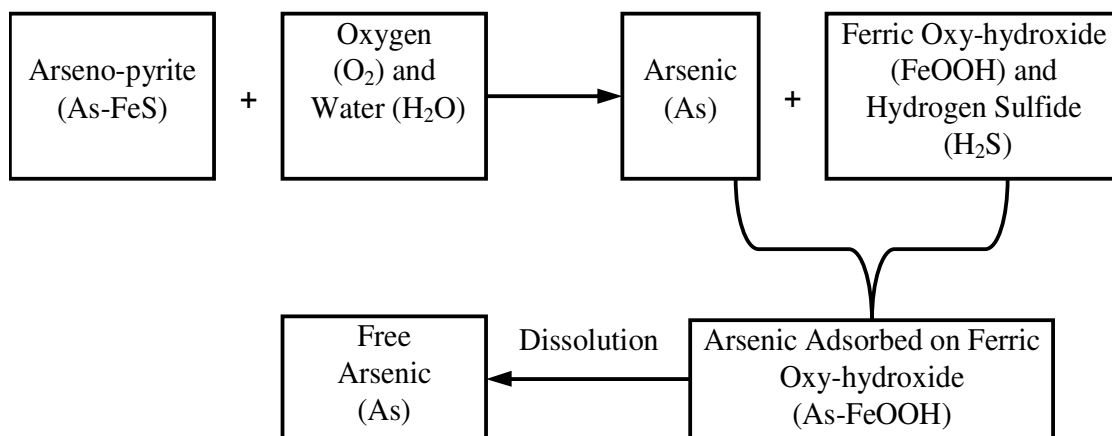 Arseno-pyrite
(As-FeS)
+
Oxygen
(O₂) and
Water (H₂O)
Arsenic
(As)
+
Ferric Oxy-hydroxide
(FeOOH) and
Hydrogen Sulfide
(H₂S)
Free
Arsenic
(As)
Dissolution
Arsenic Adsorbed on Ferric
Oxy-hydroxide
(As-FeOOH)